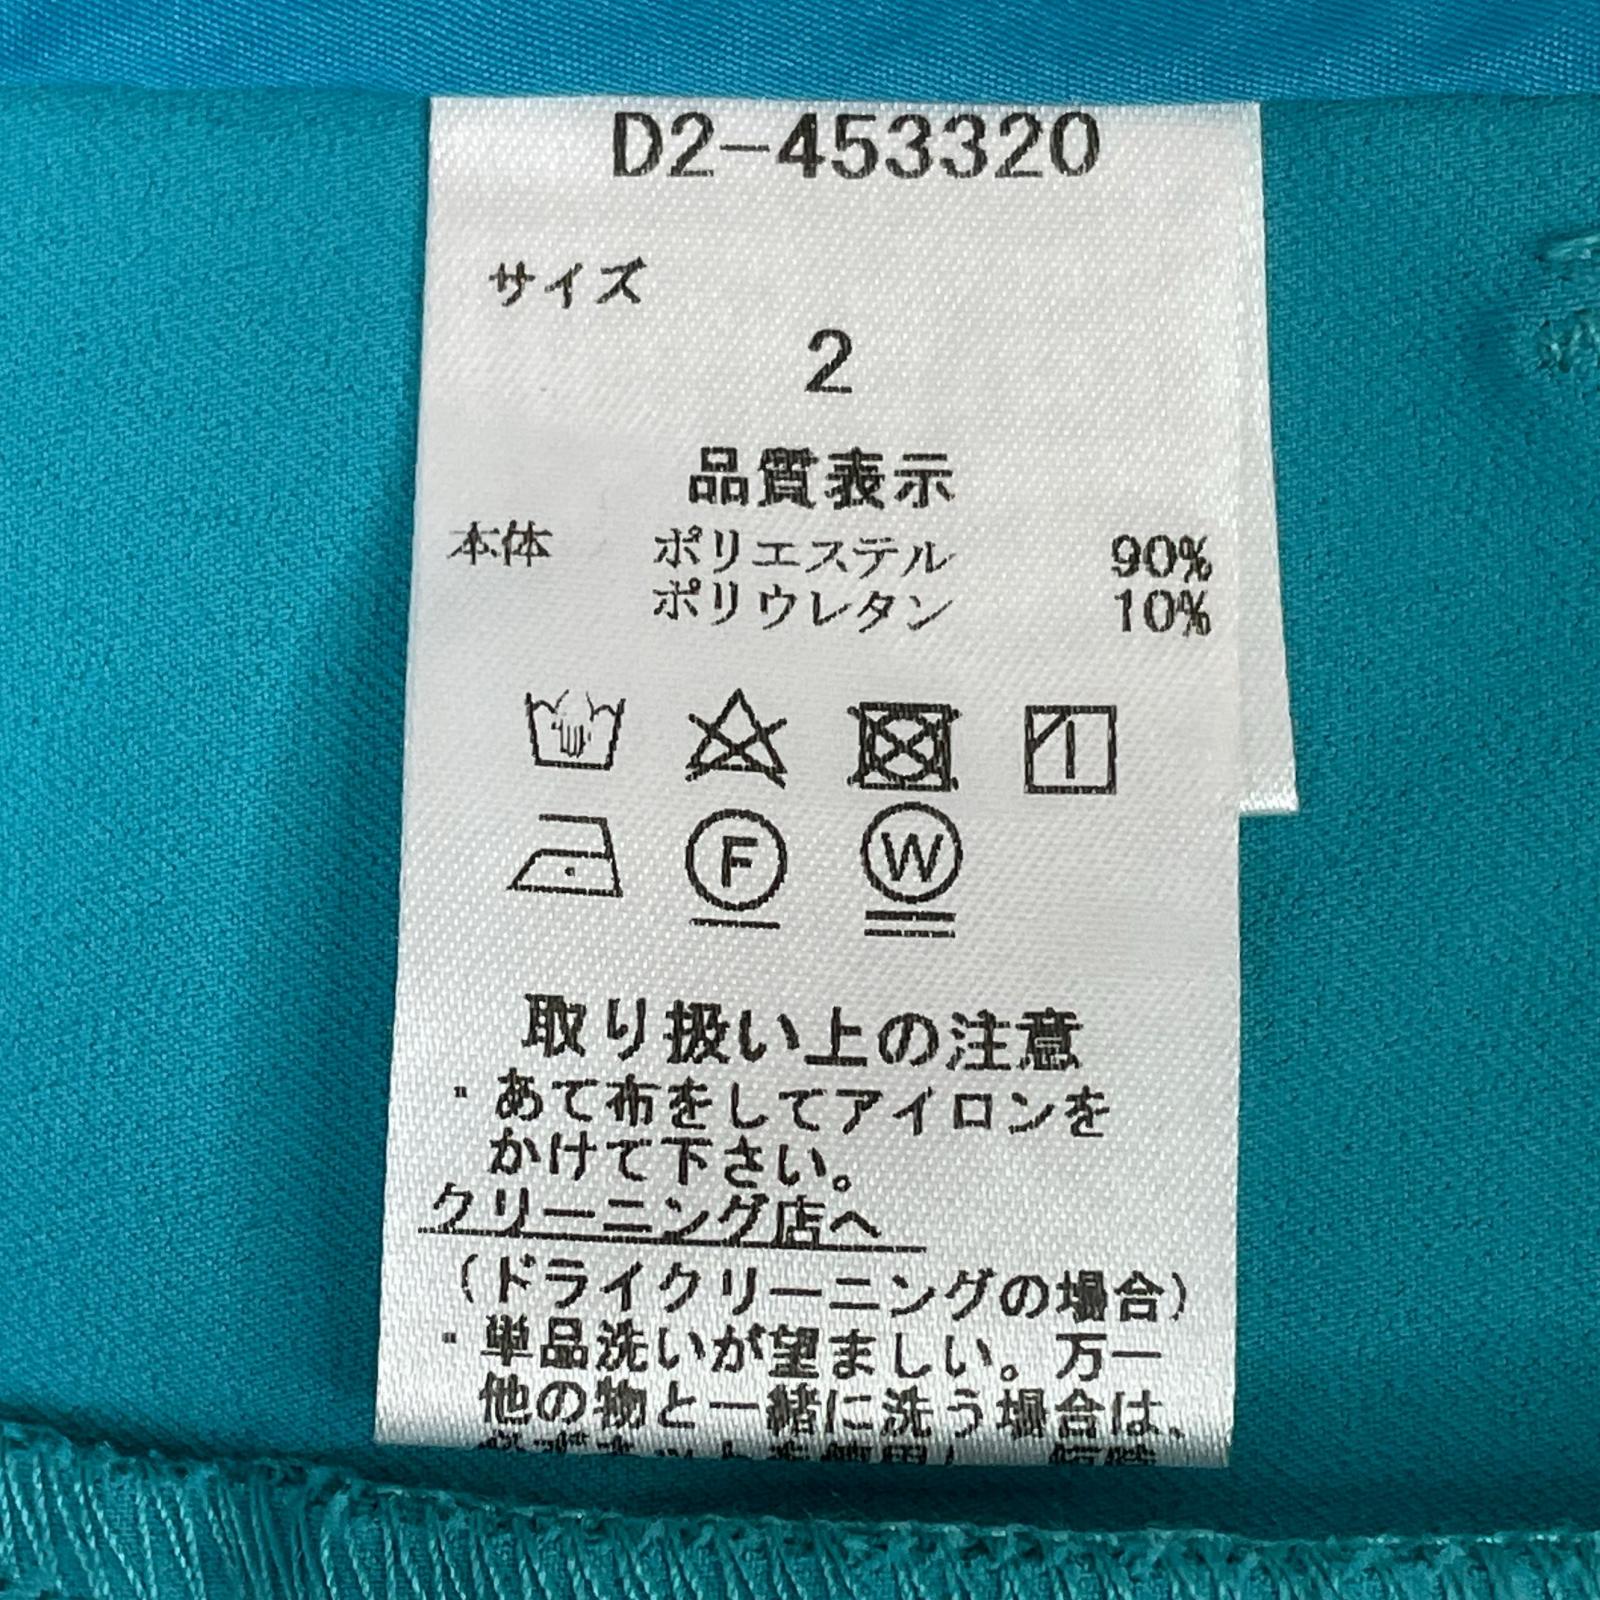 D2-453320
サイズ
2
品質表示
本体 ポリエステル 90%
ポリウレタン 10%
F W
取り扱い上の注意
・あて布をしてアイロンを
かけて下さい。
クリーニング店へ
(ドライクリーニングの場合)
・単品洗いが望ましい。万一
他の物と一緒に洗う場合は、